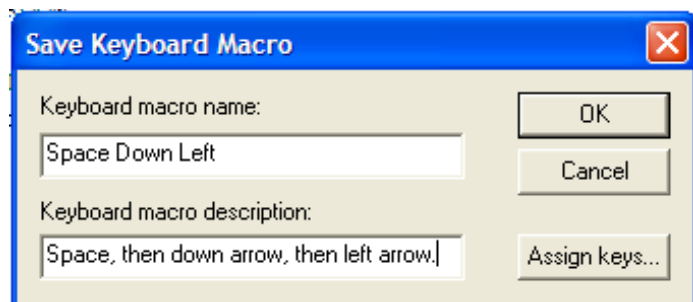 Save Keyboard Macro
Keyboard macro name:
OK
Space Down Left
Cancel
Keyboard macro description:
Space, then down arrow, then left arrow.
Assign keys...